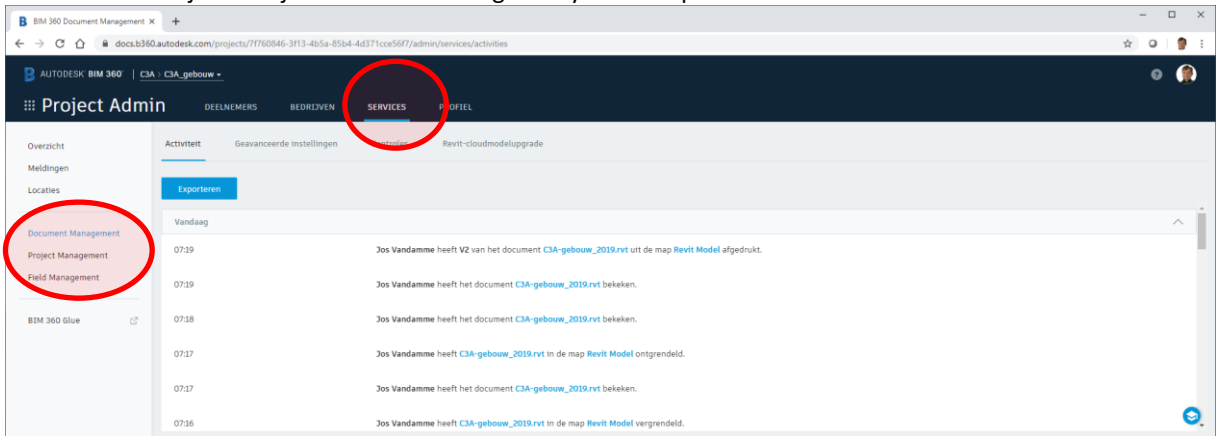 BIM 360 Document Management
docs.b360.autodesk.com/projects/7f760846-3f13-4b5a-85b4-4d371cce56f7/admin/services/activities
AUTODESK BIM 360° C3A > C3A_gebouw
Project Admin DEELNEMERS BEDRIJVEN SERVICES PROFIEL
Overzicht
Meldingen
Locaties
Document Management
Project Management
Field Management
BIM 360 Glue
Activiteit Geavanceerde instellingen Controles Revit-cloudmodelupgrade
Exporteren
Vandaag
07:19 Jos Vandamme heeft V2 van het document C3A-gebouw_2019.rvt uit de map Revit Model afgedrukt.
07:19 Jos Vandamme heeft het document C3A-gebouw_2019.rvt bekeken.
07:18 Jos Vandamme heeft het document C3A-gebouw_2019.rvt bekeken.
07:17 Jos Vandamme heeft C3A-gebouw_2019.rvt in de map Revit Model ontgrendeld.
07:17 Jos Vandamme heeft het document C3A-gebouw_2019.rvt bekeken.
07:16 Jos Vandamme heeft C3A-gebouw_2019.rvt in de map Revit Model vergrendeld.